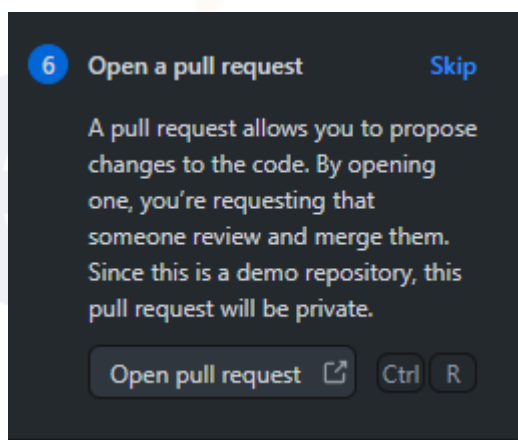 6 Open a pull request Skip
A pull request allows you to propose
changes to the code. By opening
one, you’re requesting that
someone review and merge them.
Since this is a demo repository, this
pull request will be private.
Open pull request Ctrl R